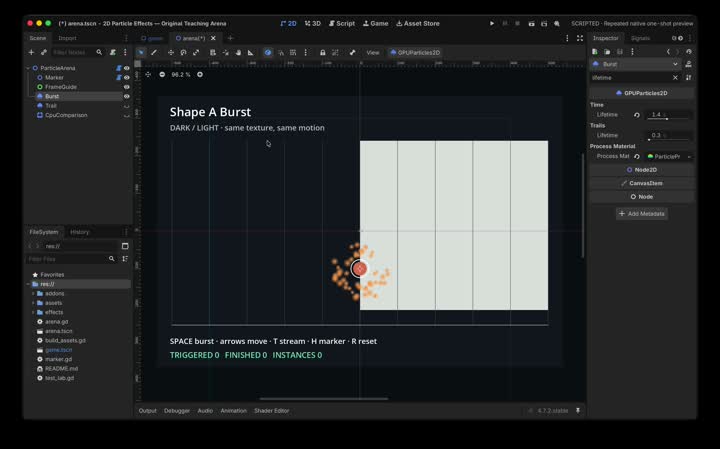 (*) arena.tscn - 2D Particle Effects — Original Teaching Arena
2D
3D
Script
Game
Asset Store
SCRIPTED · Repeated native one-shot preview
Scene
Import
Filter Nodes
ParticleArena
Marker
FrameGuide
Burst
Trail
CpuComparison
FileSystem
History
res://
Filter Files
Favorites
res://
addons
assets
effects
arena.gd
arena.tscn
build_assets.gd
game.tscn
marker.gd
README.md
test_lab.gd
game
arena(*)
View
GPUParticles2D
96.2 %
Shape A Burst
DARK / LIGHT · same texture, same motion
SPACE burst · arrows move · T stream · H marker · R reset
TRIGGERED 0 FINISHED 0 INSTANCES 0
Output
Debugger
Audio
Animation
Shader Editor
4.7.2.stable
Inspector
Signals
Burst
lifetime
GPUParticles2D
Time
Lifetime
1.4 s
Trails
Lifetime
0.3 s
Process Material
Process Mat
ParticlePr
Node2D
CanvasItem
Node
Add Metadata